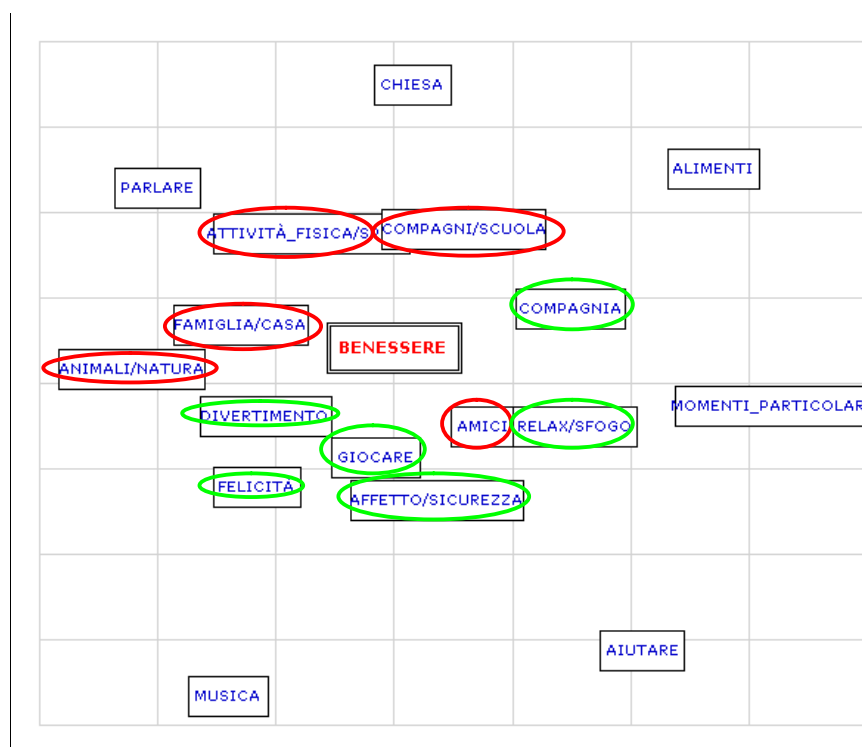 CHIESA
ALIMENTI
PARLARE
ATTIVITÀ_FISICA/S
COMPAGNI/SCUOLA
COMPAGNIA
FAMIGLIA/CASA
BENESSERE
ANIMALI/NATURA
MOMENTI_PARTICOLAR
DIVERTIMENTO
AMICI
RELAX/SFOGO
GIOCARE
FELICITÀ
AFFETTO/SICUREZZA
AIUTARE
MUSICA